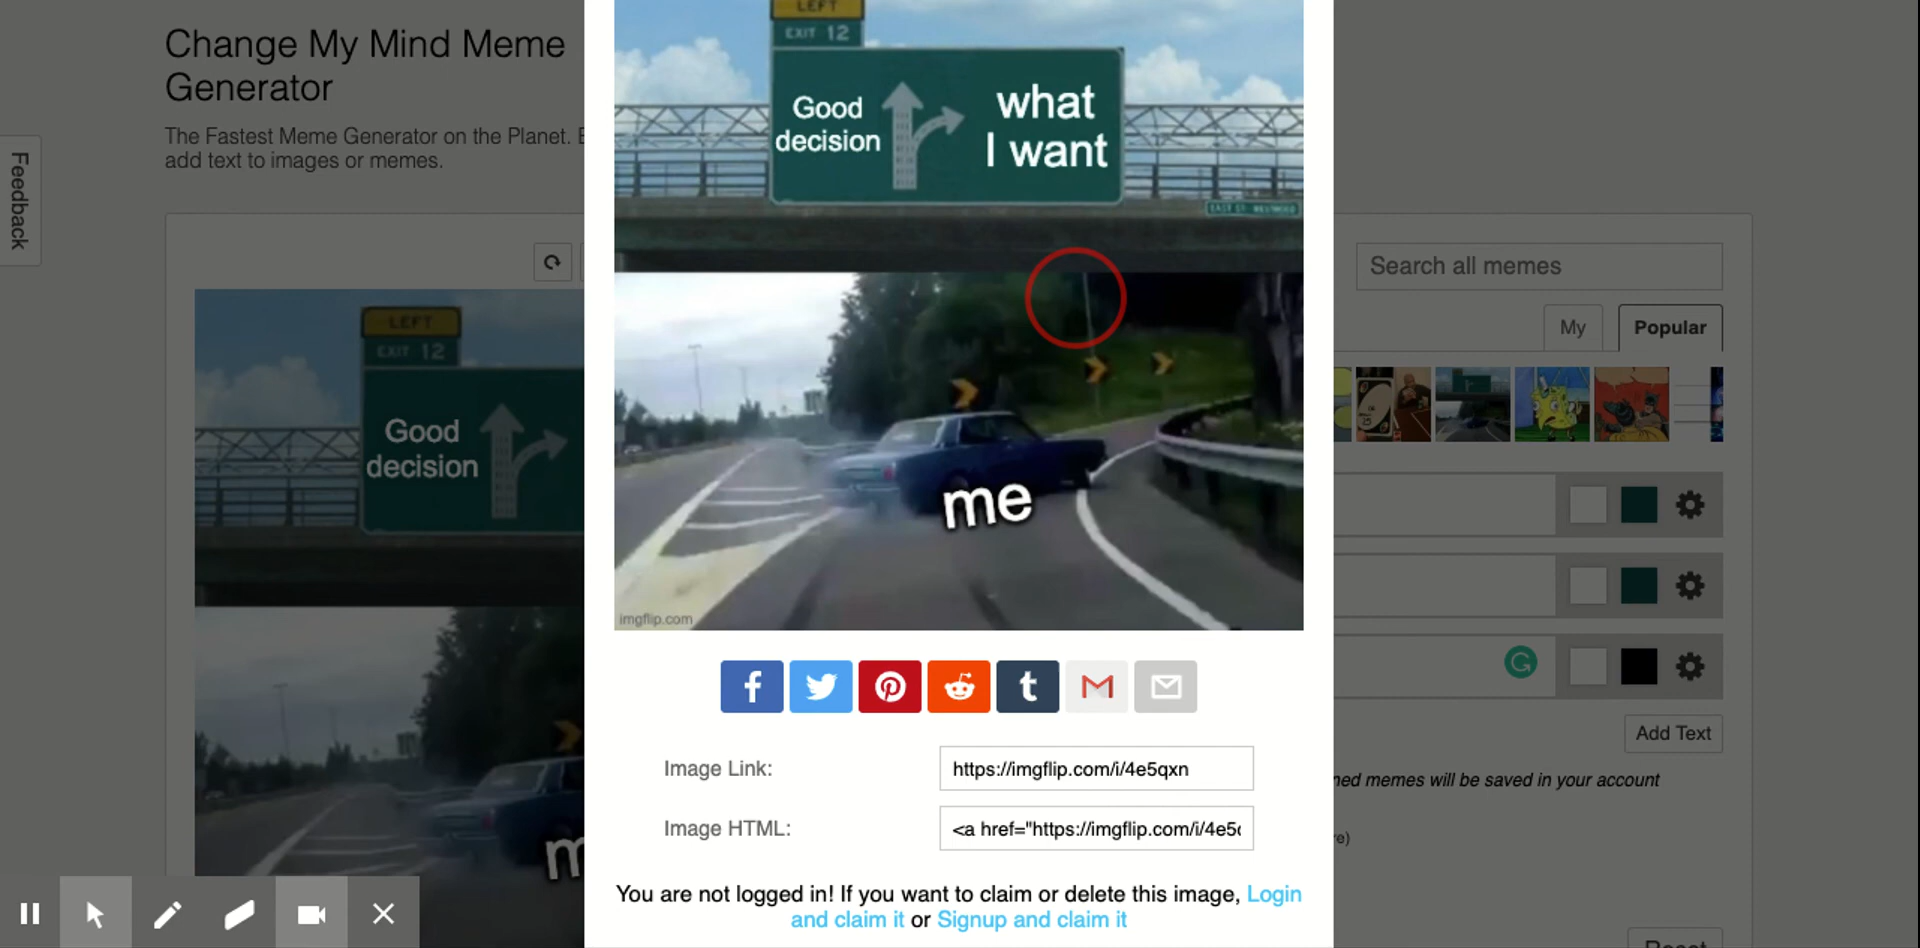 Change My Mind Meme
Generator
The Fastest Meme Generator on the Planet.
add text to images or memes.
Feedback
LEFT
EXIT 12
Good
decision
LEFT
EXIT 12
Good
decision
what
I want
me
imgflip.com
Image Link:
https://imgflip.com/i/4e5qxn
Image HTML:
<a href="https://imgflip.com/i/4e5
You are not logged in! If you want to claim or delete this image, Login
and claim it or Signup and claim it
Search all memes
My
Popular
Add Text
memes will be saved in your account